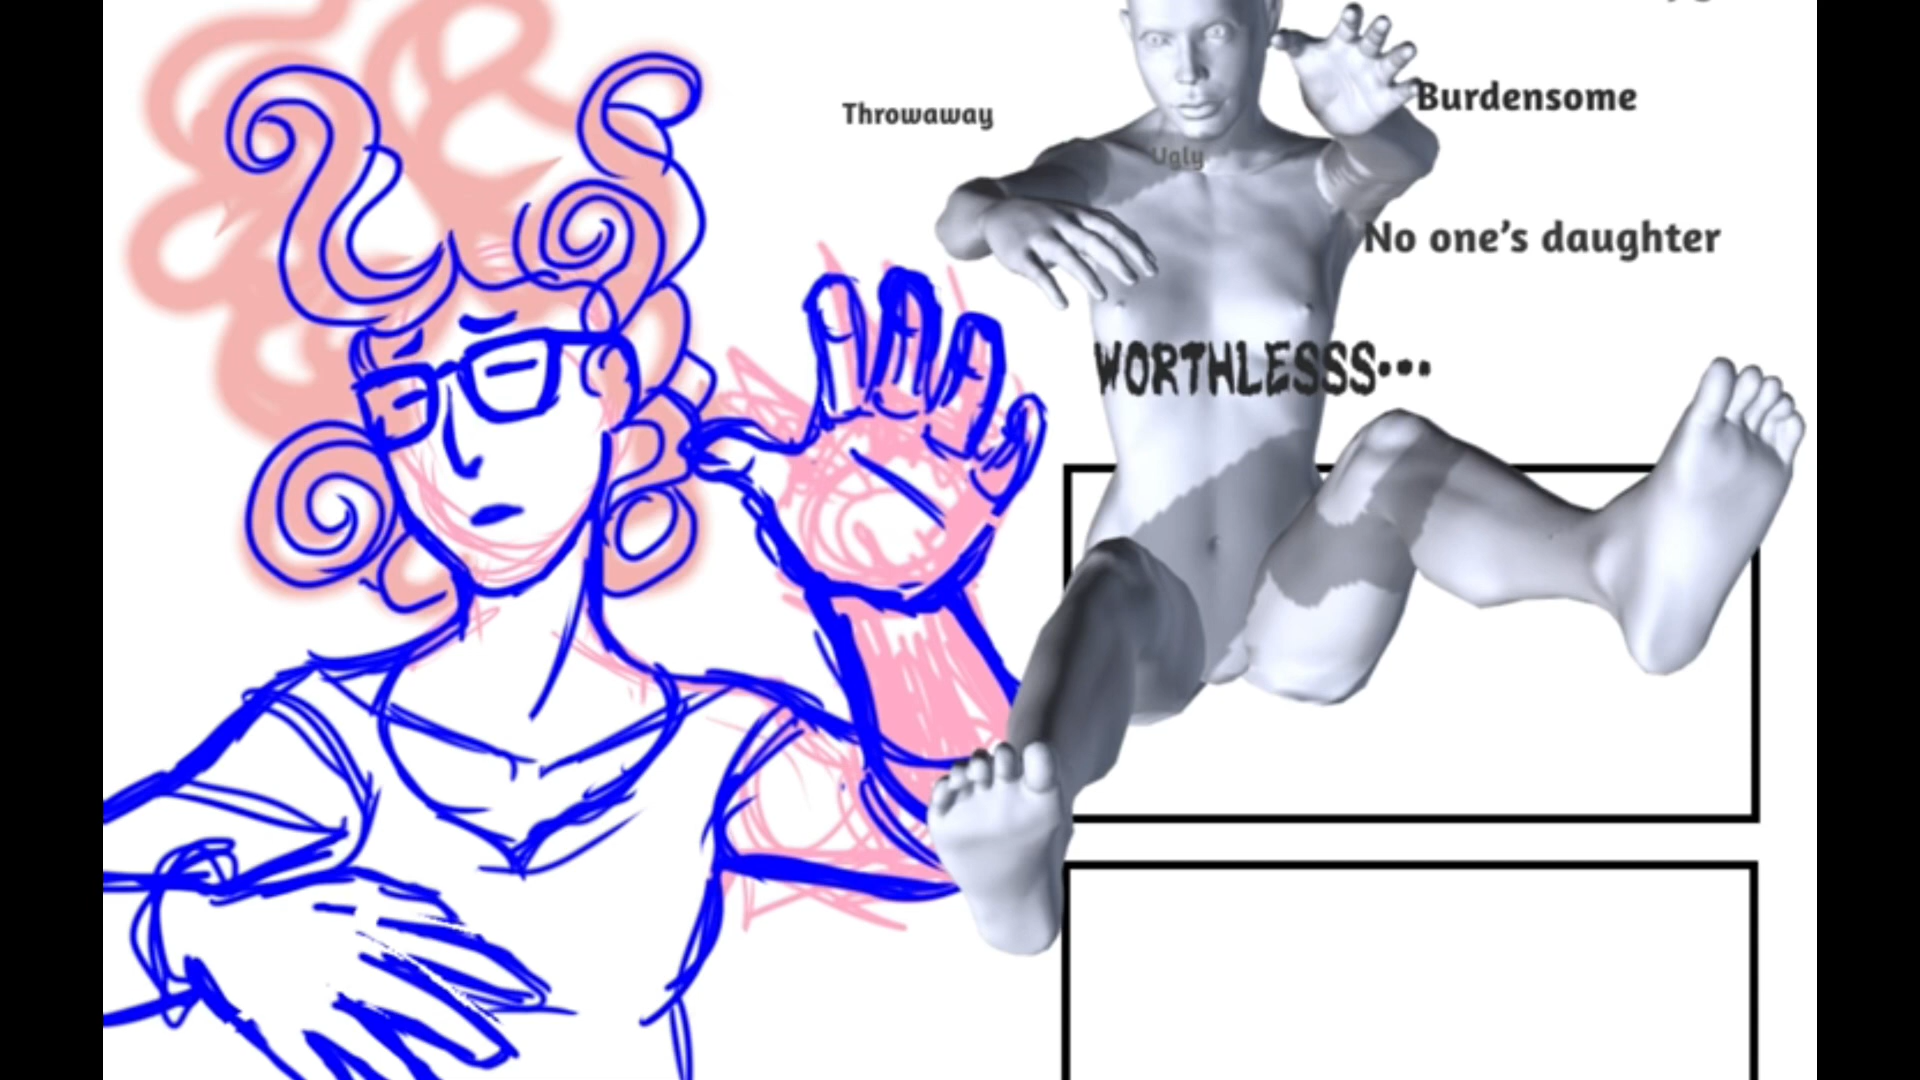 Burdensome
Throwaway
Ugly
No one's daughter
WORTHLESSS...